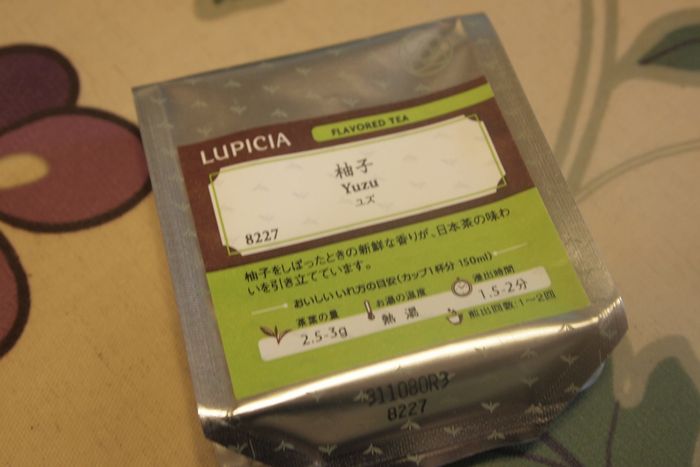 LUPICIA
FLAVORED TEA
柚子
Yuzu
ユズ
8227
柚子をしぼったときの新鮮な香りが、日本茶の味わ
いを引き立てています。
おいしいいれ方の目安(カップ1杯分 150ml)
茶葉の量
2.5-3g
お湯の温度
熱湯
浸出時間
1.5-2分
煎出回数:1〜2回
311080R3
8227